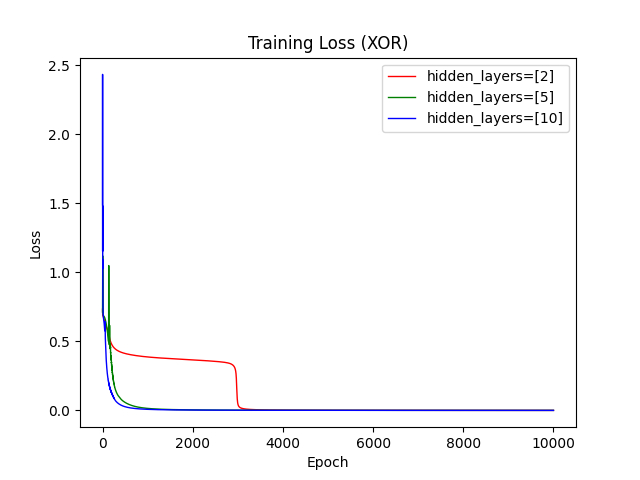 Training Loss (XOR)
hidden_layers=[2]
hidden_layers=[5]
hidden_layers=[10]
Loss
2.5
2.0
1.5
1.0
0.5
0.0
0 2000 4000 6000 8000 10000
Epoch